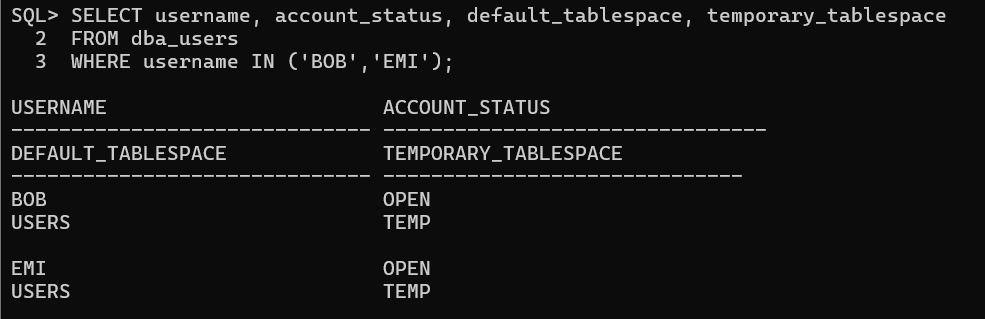 SQL> SELECT username, account_status, default_tablespace, temporary_tablespace
  2  FROM dba_users
  3  WHERE username IN ('BOB','EMI');

USERNAME                       ACCOUNT_STATUS
------------------------------ --------------------------------
DEFAULT_TABLESPACE             TEMPORARY_TABLESPACE
------------------------------ ------------------------------
BOB                            OPEN
USERS                          TEMP

EMI                            OPEN
USERS                          TEMP